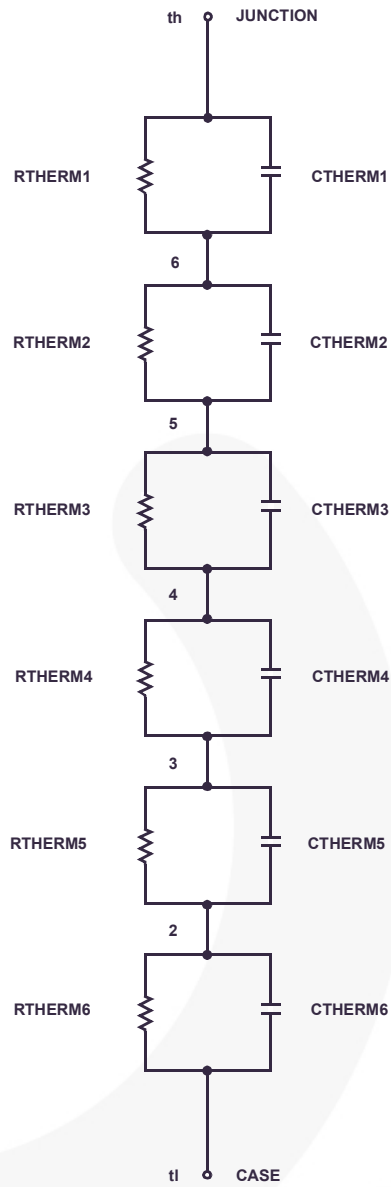 th JUNCTION
RTHERM1 CTHERM1
6
RTHERM2 CTHERM2
5
RTHERM3 CTHERM3
4
RTHERM4 CTHERM4
3
RTHERM5 CTHERM5
2
RTHERM6 CTHERM6
tl CASE